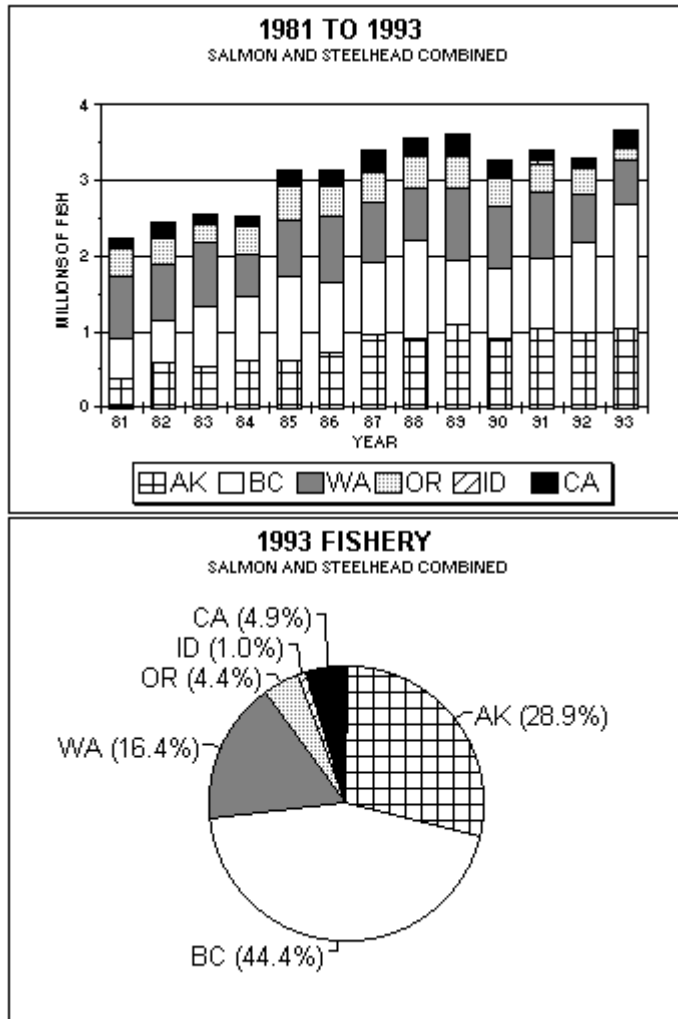 1981 TO 1993
SALMON AND STEELHEAD COMBINED
4
3
2
1
0
MILLIONS OF FISH
81 82 83 84 85 86 87 88 89 90 91 92 93
YEAR
AK BC WA OR ID CA
1993 FISHERY
SALMON AND STEELHEAD COMBINED
CA (4.9%)
ID (1.0%)
OR (4.4%)
AK (28.9%)
WA (16.4%)
BC (44.4%)